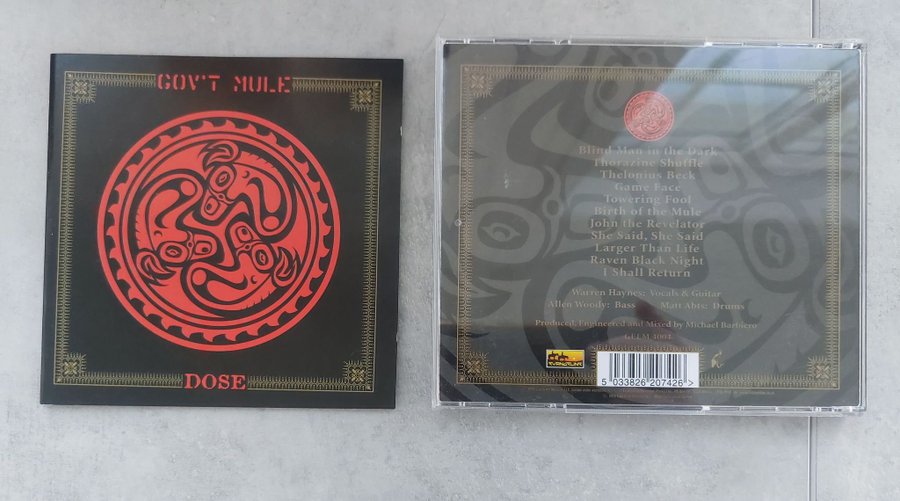 GOV'T MULE
DOSE
Blind Man in the Dark
Thorazine Shuffle
Thelonius Beck
Game Face
Towering Fool
Birth of the Mule
John the Revelator
She Said, She Said
Larger Than Life
Raven Black Night
I Shall Return
Warren Haynes: Vocals & Guitar
Allen Woody: Bass Matt Abts: Drums
Produced, Engineered and Mixed by Michael Barbiero
5 033826 207426 >